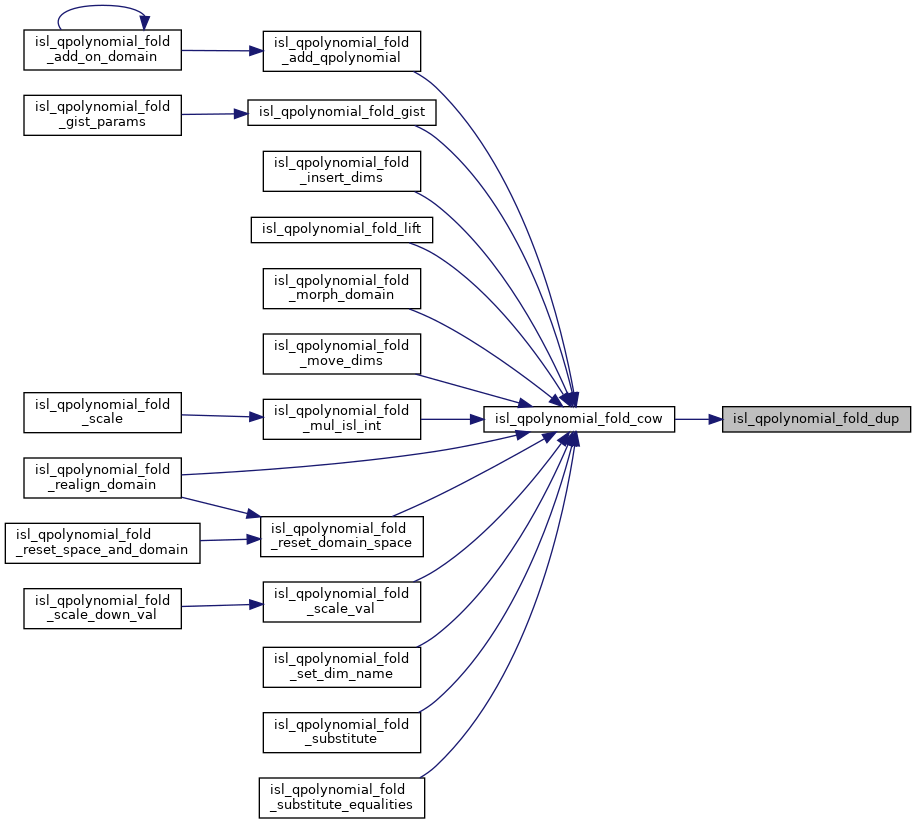 isl_qpolynomial_fold
_add_on_domain
isl_qpolynomial_fold
_add_qpolynomial
isl_qpolynomial_fold
_gist_params
isl_qpolynomial_fold_gist
isl_qpolynomial_fold
_insert_dims
isl_qpolynomial_fold_lift
isl_qpolynomial_fold
_morph_domain
isl_qpolynomial_fold
_move_dims
isl_qpolynomial_fold
_scale
isl_qpolynomial_fold
_mul_isl_int
isl_qpolynomial_fold_cow
isl_qpolynomial_fold_dup
isl_qpolynomial_fold
_realign_domain
isl_qpolynomial_fold
_reset_space_and_domain
isl_qpolynomial_fold
_reset_domain_space
isl_qpolynomial_fold
_scale_down_val
isl_qpolynomial_fold
_scale_val
isl_qpolynomial_fold
_set_dim_name
isl_qpolynomial_fold
_substitute
isl_qpolynomial_fold
_substitute_equalities